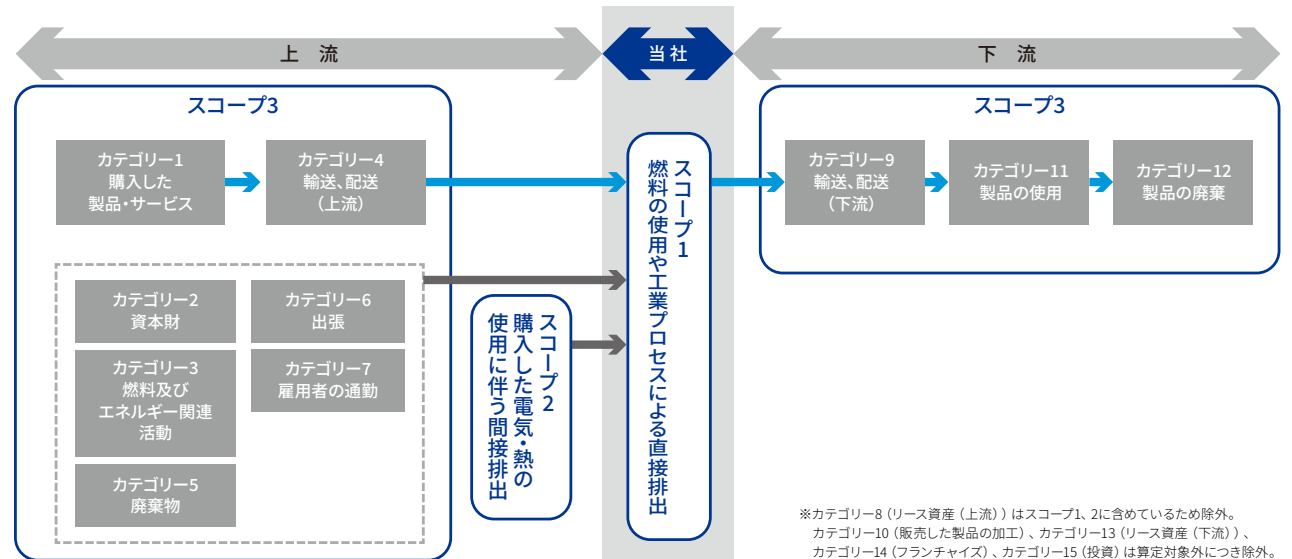 上 流
当社
下 流
スコープ3
カテゴリー1
購入した
製品・サービス
カテゴリー4
輸送、配送
（上流）
カテゴリー2
資本財
カテゴリー6
出張
カテゴリー3
燃料及び
エネルギー関連
活動
カテゴリー7
雇用者の通勤
カテゴリー5
廃棄物
スコープ2
購入した電気・熱の
使用に伴う間接排出
スコープ1
燃料の使用や工業プロセスによる直接排出
スコープ3
カテゴリー9
輸送、配送
（下流）
カテゴリー11
製品の使用
カテゴリー12
製品の廃棄
※カテゴリー8（リース資産（上流））はスコープ1、2に含めているため除外。
カテゴリー10（販売した製品の加工）、カテゴリー13（リース資産（下流））、
カテゴリー14（フランチャイズ）、カテゴリー15（投資）は算定対象外につき除外。